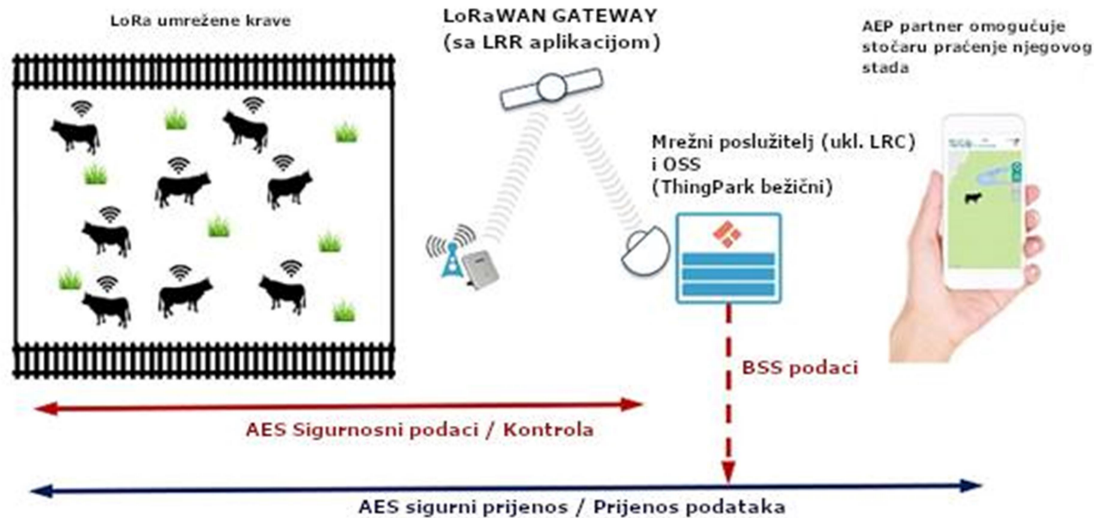 LoRa umrežene krave
LoRaWAN GATEWAY
(sa LRR aplikacijom)
AEP partner omogućuje
stočaru praćenje njegovog
stada
Mrežni poslužitelj (ukl. LRC)
i OSS
(ThingPark bežični)
BSS podaci
AES Sigurnosni podaci / Kontrola
AES sigurni prijenos / Prijenos podataka